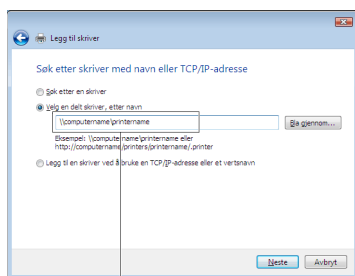 Legg til skriver
Søk etter skriver med navn eller TCP/IP-adresse
Søk etter en skriver
Velg en delt skriver, etter navn
\\computername\printername
Bla gjennom...
Eksempel: \\computername\printername eller
http://computername/printers/printername/.printer
Legg til en skriver ved å bruke en TCP/IP-adresse eller et vertsnavn
Neste
Avbryt